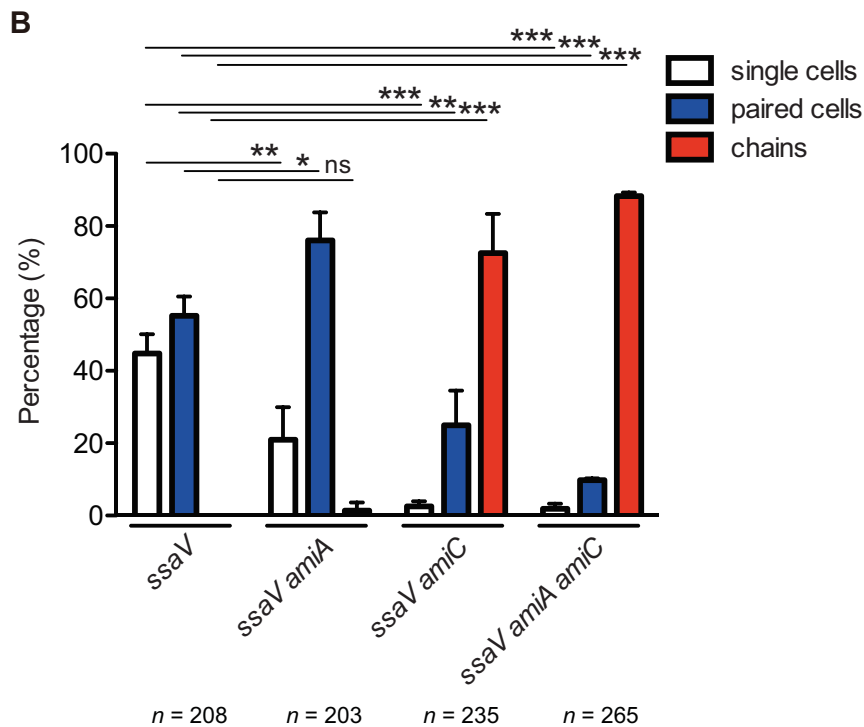 B
***
***
***
single cells
paired cells
chains
***
**
***
**
*
ns
100
80
60
40
20
0
Percentage (%)
ssaV
ssaV amiA
ssaV amiC
ssaV amiA amiC
n = 208
n = 203
n = 235
n = 265